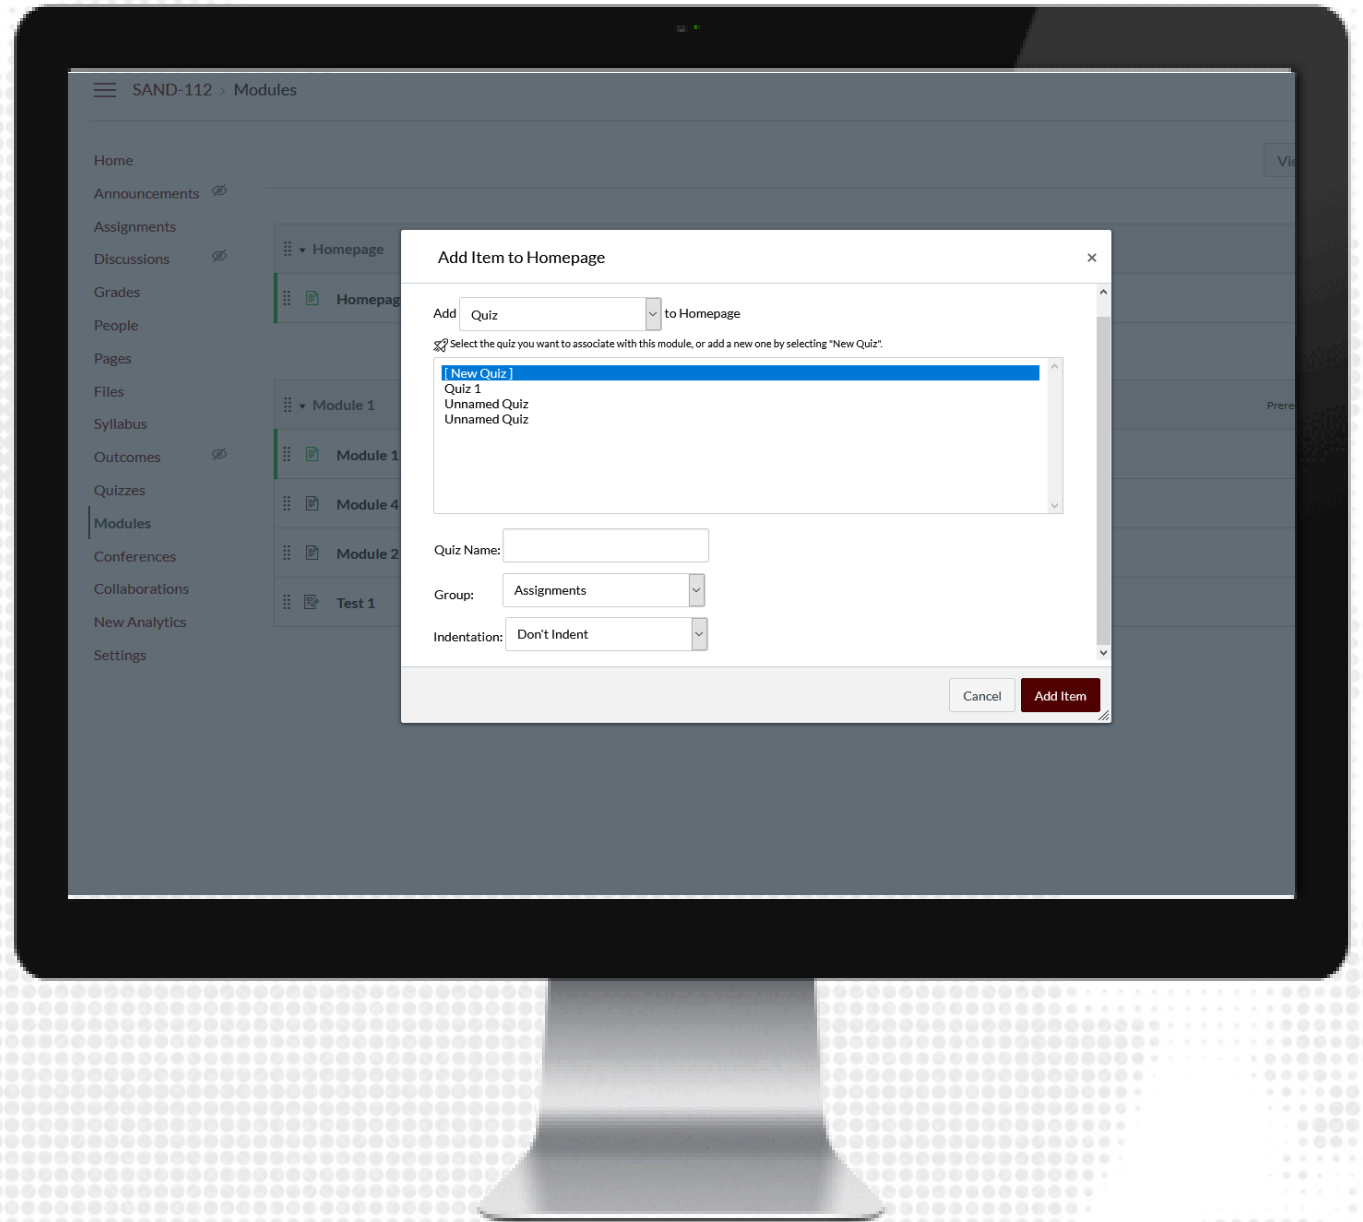 SAND-112 > Modules
Home
Announcements
Assignments
Discussions
Grades
People
Pages
Files
Syllabus
Outcomes
Quizzes
Modules
Conferences
Collaborations
New Analytics
Settings
Homepage
Homepag
Module 1
Module 1
Module 4
Module 2
Test 1
Vie
Prere
Add Item to Homepage ×
Add Quiz to Homepage
Select the quiz you want to associate with this module, or add a new one by selecting "New Quiz".
[ New Quiz ]
Quiz 1
Unnamed Quiz
Unnamed Quiz
Quiz Name:
Group: Assignments
Indentation: Don't Indent
Cancel Add Item